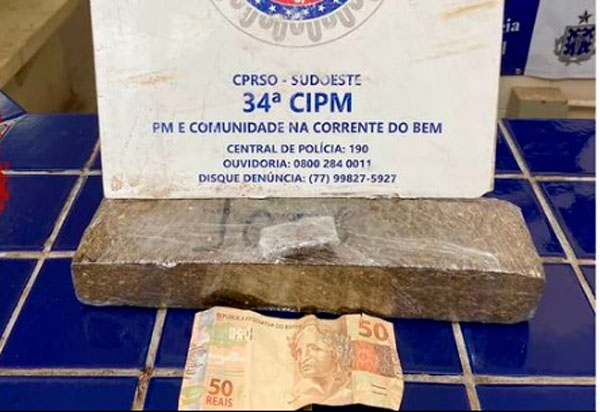 CPRSO - SUDOESTE
34ª CIPM
PM E COMUNIDADE NA CORRENTE DO BEM
CENTRAL DE POLÍCIA: 190
OUVIDORIA: 0800 284 0011
DISQUE DENÚNCIA: (77) 99827-5927
50
50
REAIS